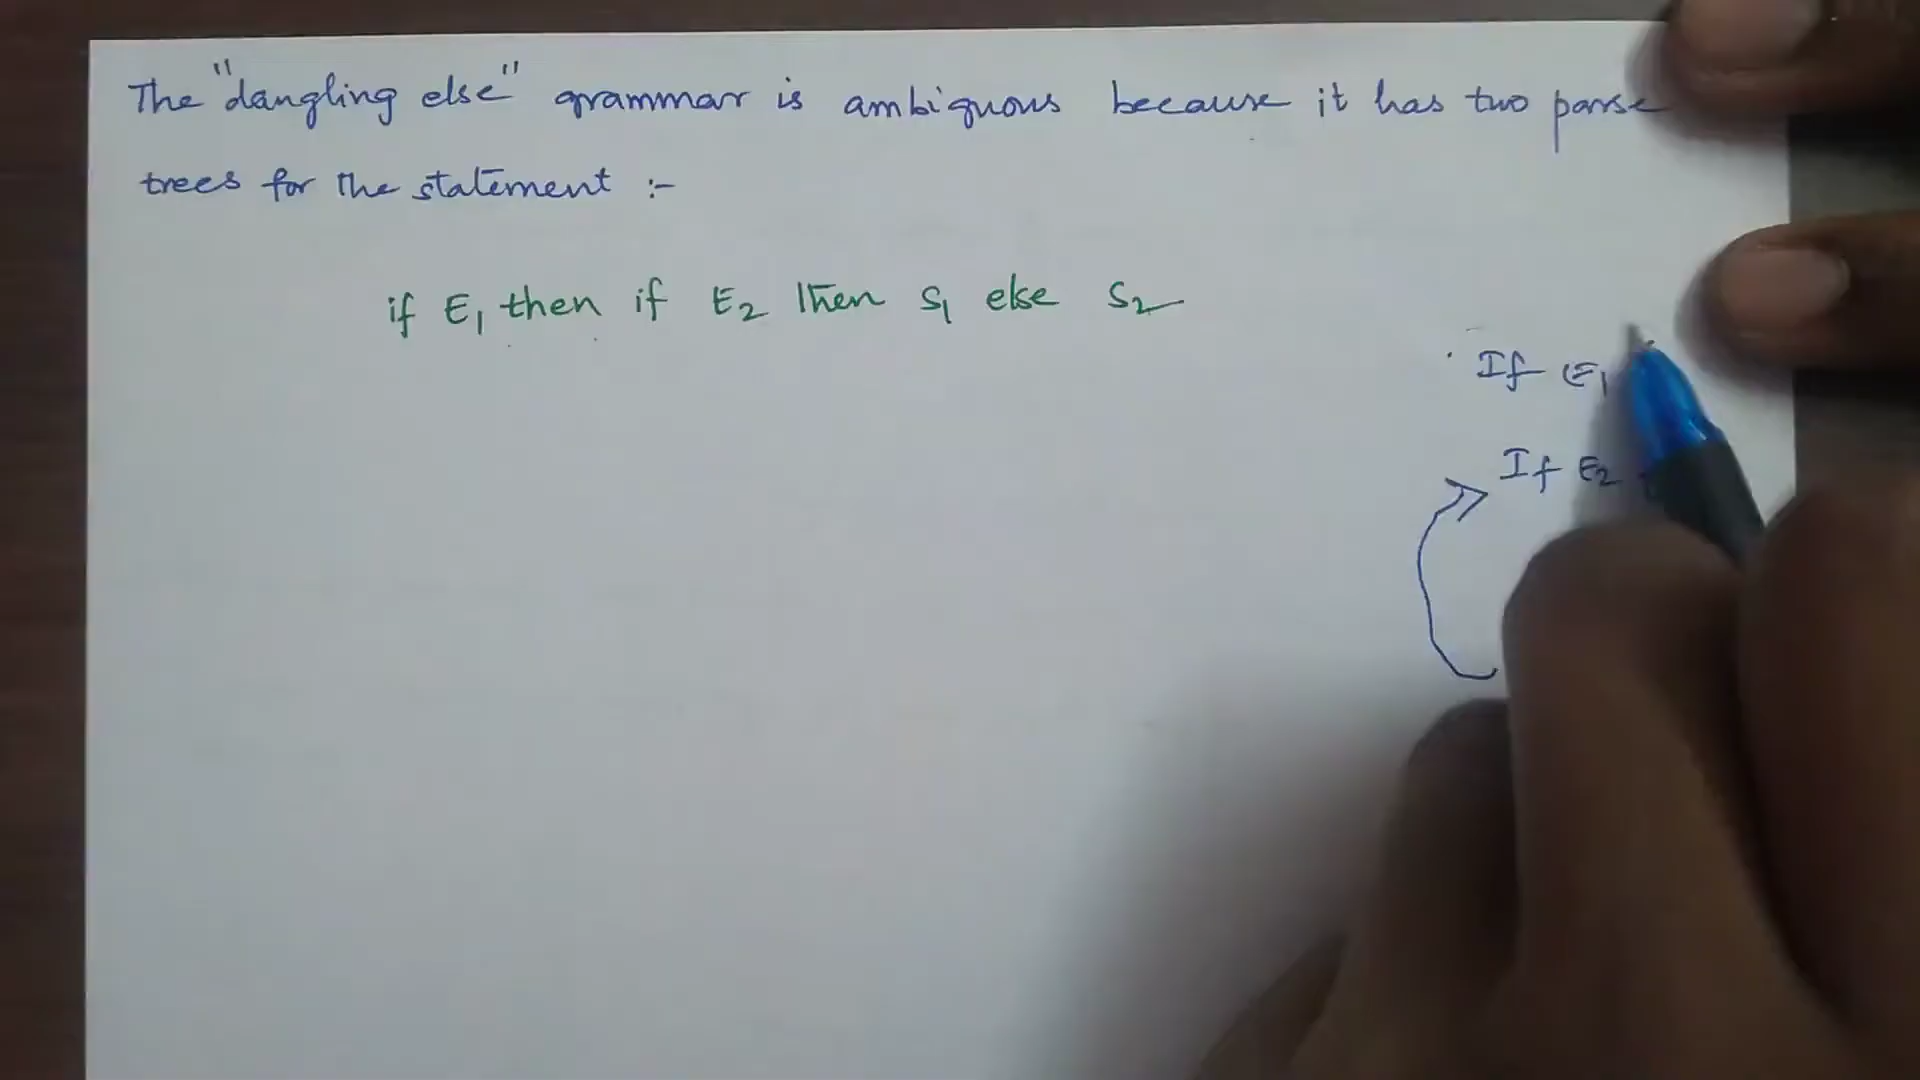 The "dangling else" grammar is ambiguous because it has two parse
trees for the statement :-
if E₁ then if E₂ then S₁ else S₂
If E₁
If E₂